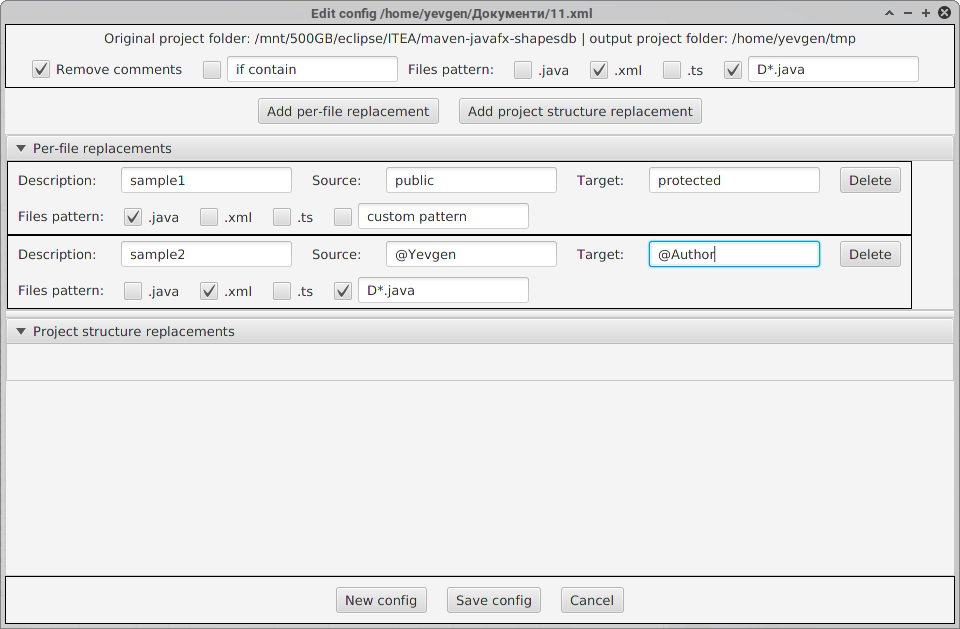 Edit config /home/yevgen/Документи/11.xml
Original project folder: /mnt/500GB/eclipse/ITEA/maven-javafx-shapesdb | output project folder: /home/yevgen/tmp
Remove comments if contain Files pattern: .java .xml .ts D*.java
Add per-file replacement Add project structure replacement
Per-file replacements
Description: sample1 Source: public Target: protected Delete
Files pattern: .java .xml .ts custom pattern
Description: sample2 Source: @Yevgen Target: @Author Delete
Files pattern: .java .xml .ts D*.java
Project structure replacements
New config Save config Cancel